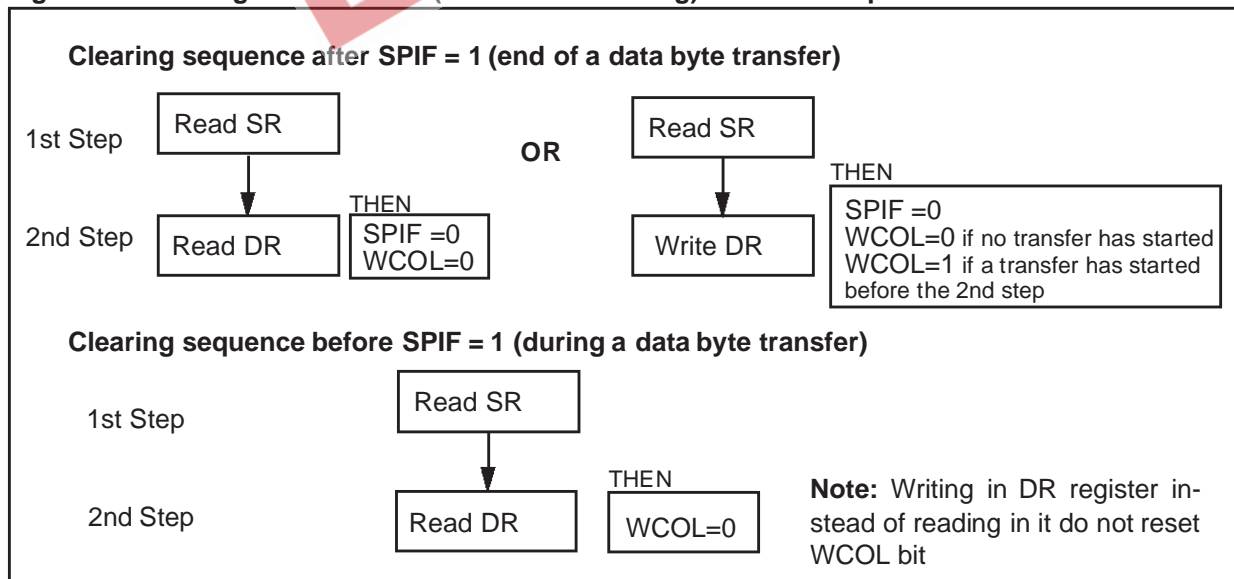 Clearing sequence after SPIF = 1 (end of a data byte transfer)
1st Step
Read SR
OR
Read SR
THEN
2nd Step
Read DR
THEN
SPIF =0
WCOL=0
Write DR
SPIF =0
WCOL=0 if no transfer has started
WCOL=1 if a transfer has started
before the 2nd step
Clearing sequence before SPIF = 1 (during a data byte transfer)
1st Step
Read SR
2nd Step
Read DR
THEN
WCOL=0
Note: Writing in DR register in-
stead of reading in it do not reset
WCOL bit